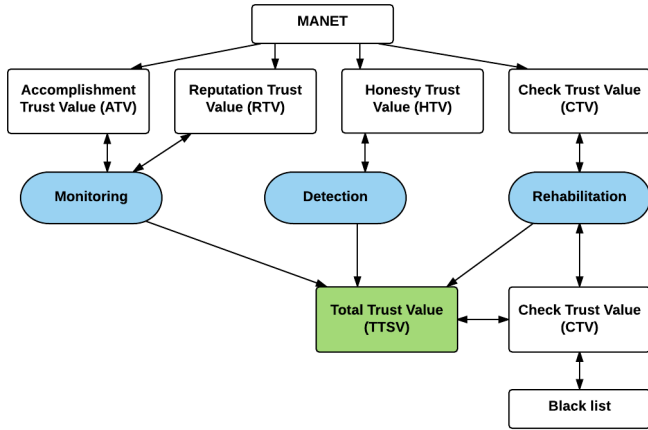 MANET
Accomplishment
Trust Value (ATV)
Reputation Trust
Value (RTV)
Honesty Trust
Value (HTV)
Check Trust Value
(CTV)
Monitoring
Detection
Rehabilitation
Total Trust Value
(TTSV)
Check Trust Value
(CTV)
Black list